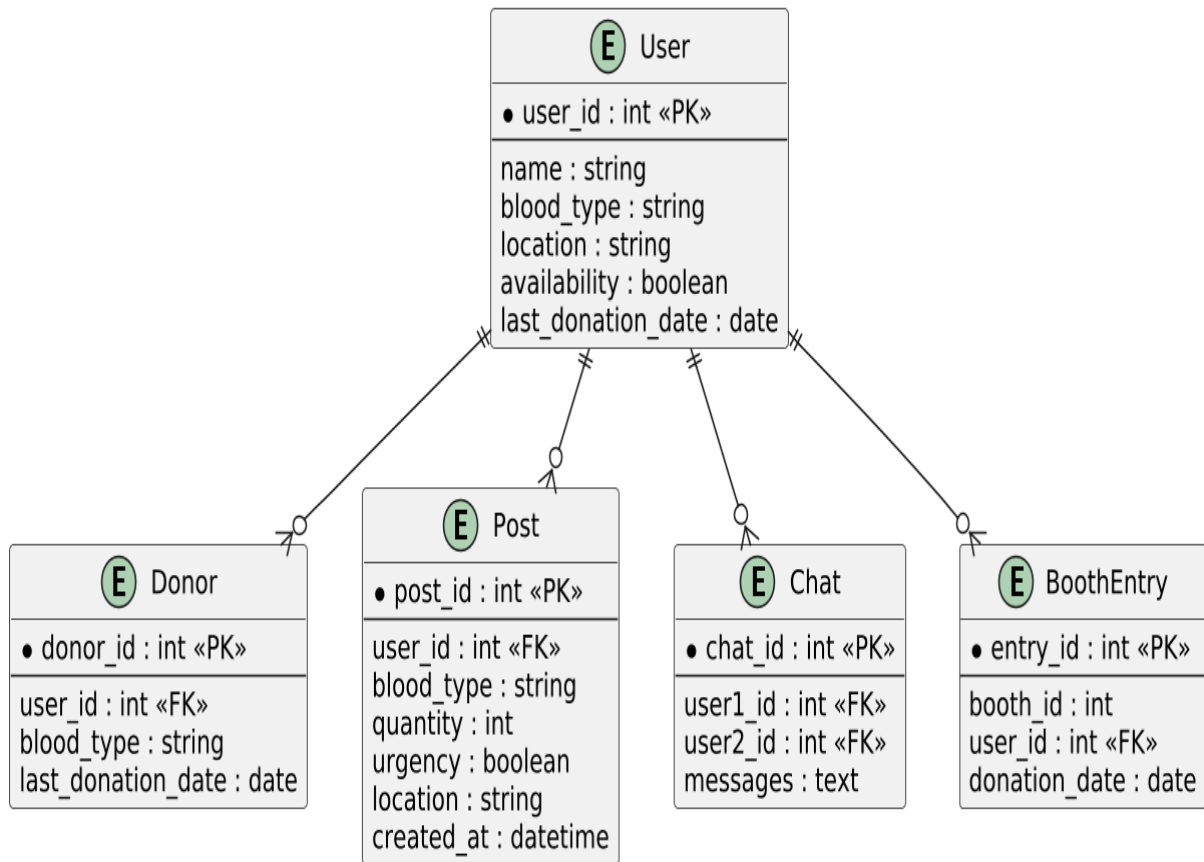 E User
• user_id : int «PK»
name : string
blood_type : string
location : string
availability : boolean
last_donation_date : date
E Donor
• donor_id : int «PK»
user_id : int «FK»
blood_type : string
last_donation_date : date
E Post
• post_id : int «PK»
user_id : int «FK»
blood_type : string
quantity : int
urgency : boolean
location : string
created_at : datetime
E Chat
• chat_id : int «PK»
user1_id : int «FK»
user2_id : int «FK»
messages : text
E BoothEntry
• entry_id : int «PK»
booth_id : int
user_id : int «FK»
donation_date : date